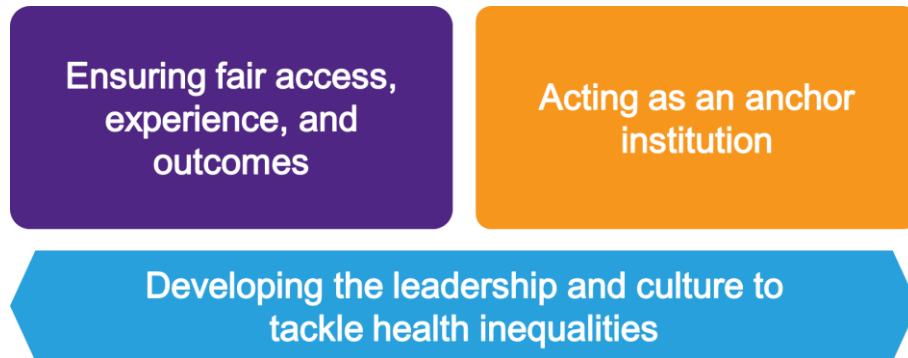 Ensuring fair access,
experience, and
outcomes
Acting as an anchor
institution
Developing the leadership and culture to
tackle health inequalities